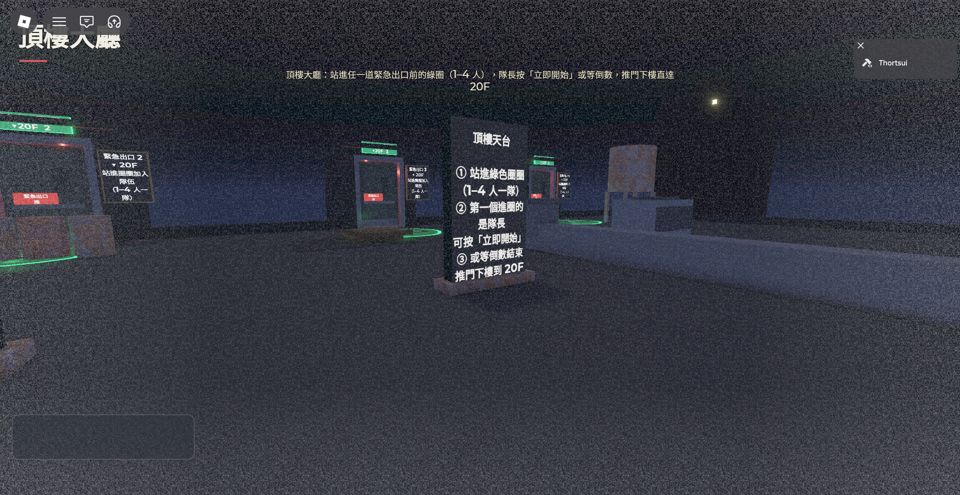 頂樓大廳
頂樓大廳：站進任一道緊急出口前的綠圈（1–4 人），隊長按「立即開始」或等倒數，推門下樓直達
20F
Thortsui
▼20F 2
緊急出口 2
▼ 20F
站進圈圈加入
隊伍
（1–4 人一
隊）
緊急出口
頂樓天台
① 站進綠色圈圈
（1–4 人一隊）
② 第一個進圈的
是隊長
可按「立即開始」
③ 或等倒數結束
推門下樓到 20F